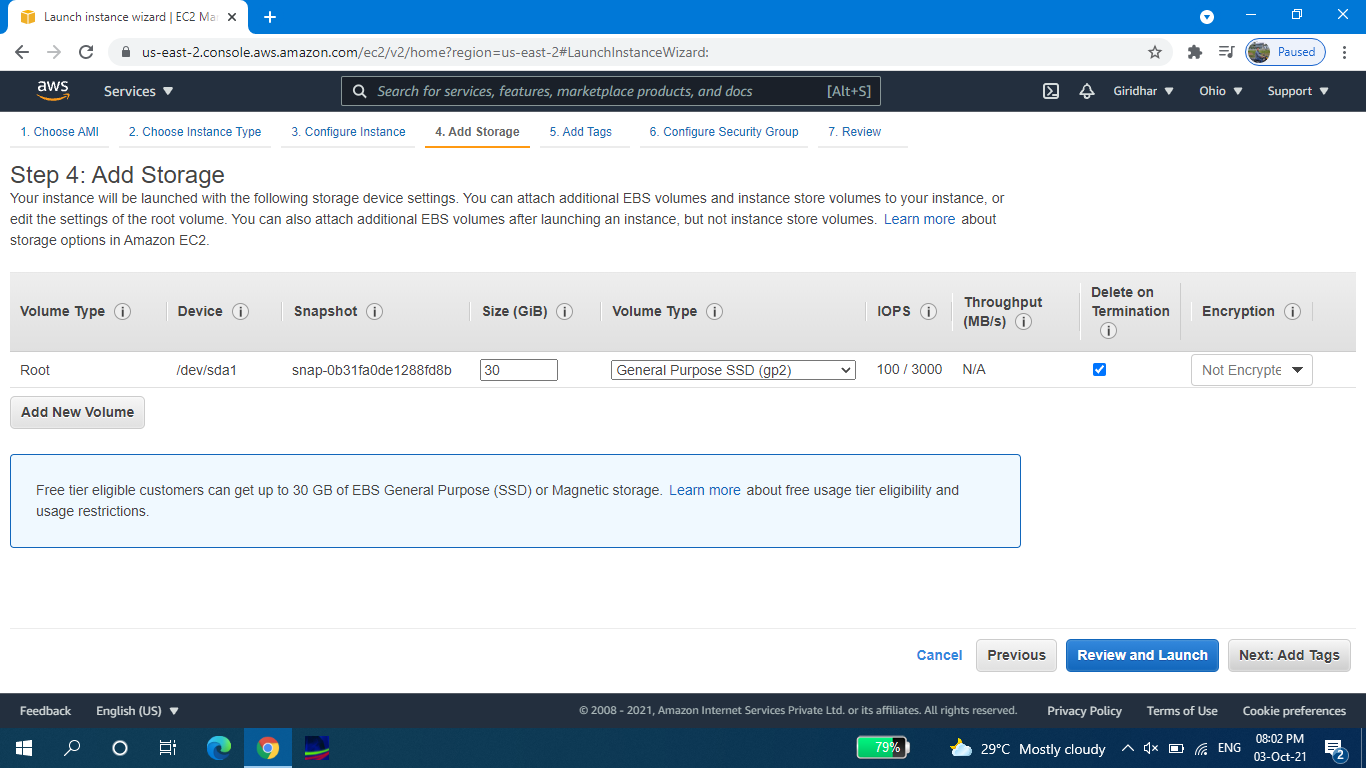 Launch instance wizard | EC2 Mar
us-east-2.console.aws.amazon.com/ec2/v2/home?region=us-east-2#LaunchInstanceWizard:
Paused
aws
Services
Search for services, features, marketplace products, and docs
[Alt+S]
Giridhar
Ohio
Support
1. Choose AMI
2. Choose Instance Type
3. Configure Instance
4. Add Storage
5. Add Tags
6. Configure Security Group
7. Review
Step 4: Add Storage
Your instance will be launched with the following storage device settings. You can attach additional EBS volumes and instance store volumes to your instance, or
edit the settings of the root volume. You can also attach additional EBS volumes after launching an instance, but not instance store volumes. Learn more about
storage options in Amazon EC2.
Volume Type
Device
Snapshot
Size (GiB)
Volume Type
IOPS
Throughput
(MB/s)
Delete on
Termination
Encryption
Root
/dev/sda1
snap-0b31fa0de1288fd8b
30
General Purpose SSD (gp2)
100 / 3000
N/A
Not Encrypte
Add New Volume
Free tier eligible customers can get up to 30 GB of EBS General Purpose (SSD) or Magnetic storage. Learn more about free usage tier eligibility and
usage restrictions.
Cancel
Previous
Review and Launch
Next: Add Tags
Feedback
English (US)
© 2008 - 2021, Amazon Internet Services Private Ltd. or its affiliates. All rights reserved.
Privacy Policy
Terms of Use
Cookie preferences
79%
29°C Mostly cloudy
ENG
08:02 PM
03-Oct-21
2